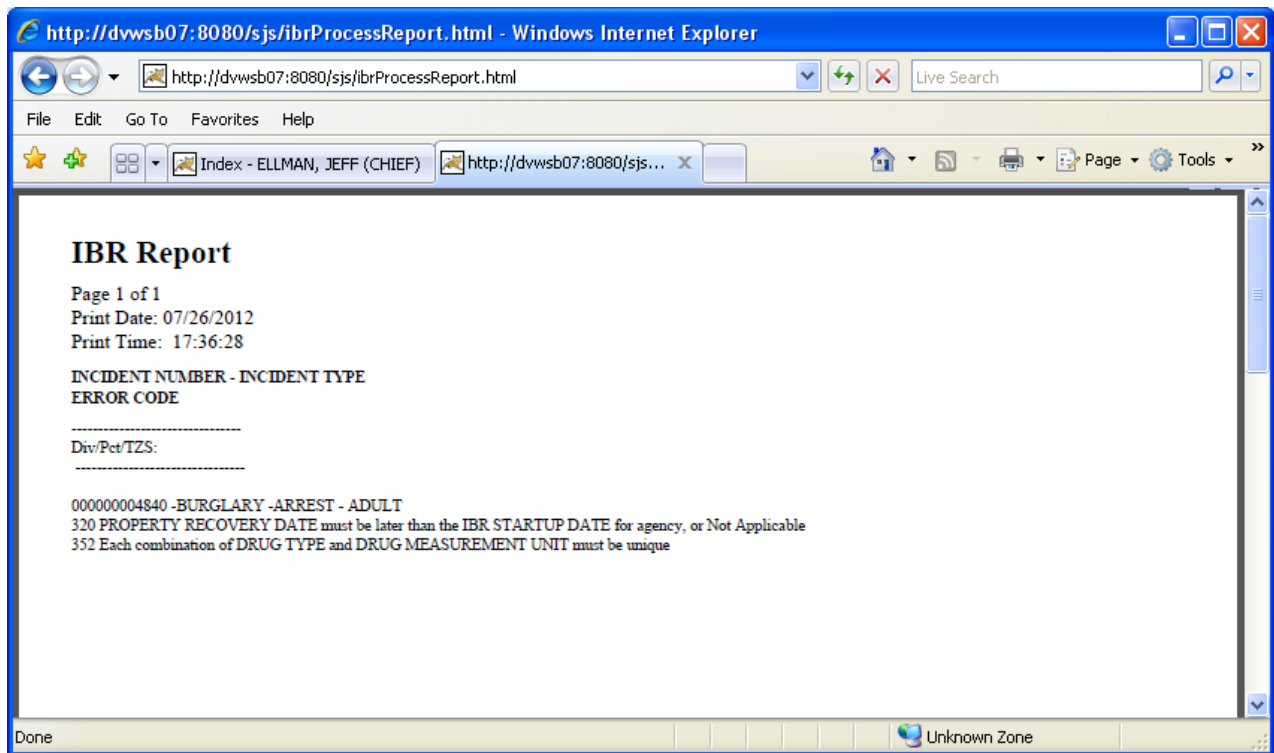 http://dvwsb07:8080/sjs/ibrProcessReport.html - Windows Internet Explorer
http://dvwsb07:8080/sjs/ibrProcessReport.html
Live Search
File Edit Go To Favorites Help
Index - ELLMAN, JEFF (CHIEF)
http://dvwsb07:8080/sjs...
Page
Tools
IBR Report
Page 1 of 1
Print Date: 07/26/2012
Print Time: 17:36:28
INCIDENT NUMBER - INCIDENT TYPE
ERROR CODE
--------------------------------
Div/Pct/TZS:
--------------------------------
000000004840 -BURGLARY -ARREST - ADULT
320 PROPERTY RECOVERY DATE must be later than the IBR STARTUP DATE for agency, or Not Applicable
352 Each combination of DRUG TYPE and DRUG MEASUREMENT UNIT must be unique
Done
Unknown Zone